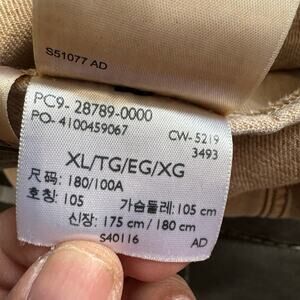 S51077 AD
PC9- 28789-0000
PO- 4100459067
CW-5219
3493
XL/TG/EG/XG
尺码: 180/100A
호칭: 105 가슴둘레: 105 cm
신장: 175 cm / 180 cm
S40116 AD